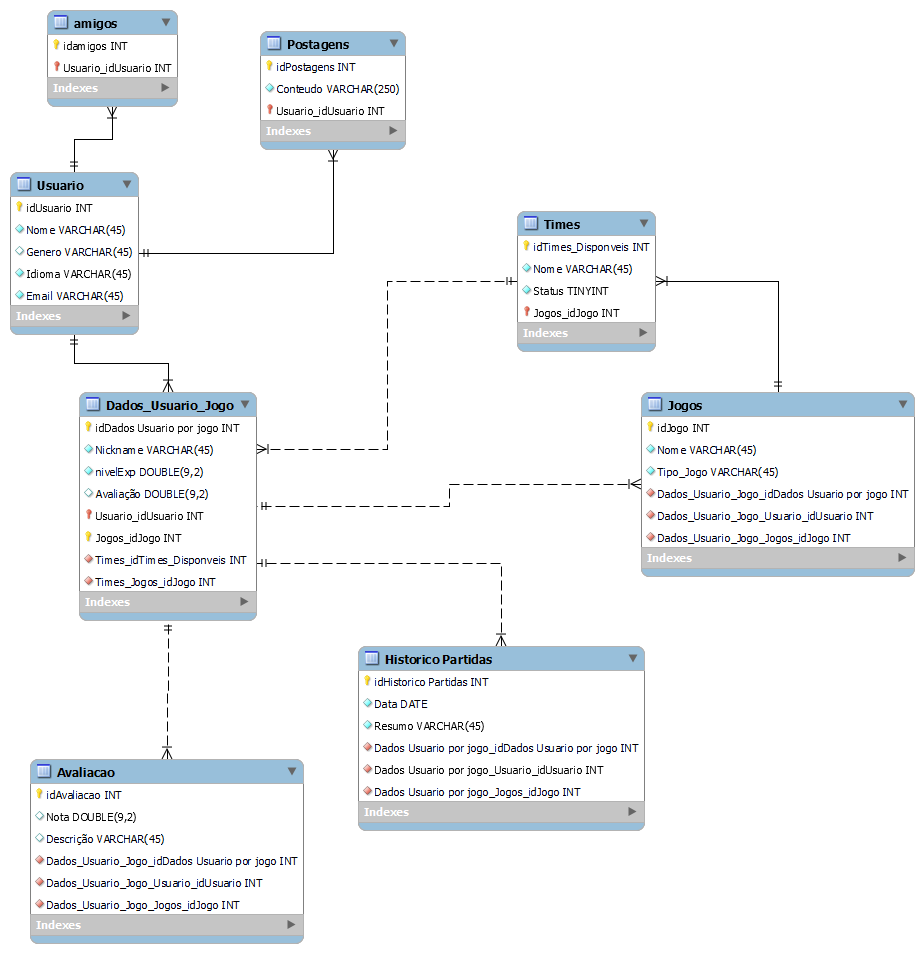 amigos
idamigos INT
Usuario_idUsuario INT
Indexes
Postagens
idPostagens INT
Conteudo VARCHAR(250)
Usuario_idUsuario INT
Indexes
Usuario
idUsuario INT
Nome VARCHAR(45)
Genero VARCHAR(45)
Idioma VARCHAR(45)
Email VARCHAR(45)
Indexes
Times
idTimes_Disponveis INT
Nome VARCHAR(45)
Status TINYINT
Jogos_idJogo INT
Indexes
Dados_Usuario_Jogo
idDados Usuario por jogo INT
Nickname VARCHAR(45)
nivelExp DOUBLE(9,2)
Avaliação DOUBLE(9,2)
Usuario_idUsuario INT
Jogos_idJogo INT
Times_idTimes_Disponveis INT
Times_Jogos_idJogo INT
Indexes
Jogos
idJogo INT
Nome VARCHAR(45)
Tipo_Jogo VARCHAR(45)
Dados_Usuario_Jogo_idDados Usuario por jogo INT
Dados_Usuario_Jogo_Usuario_idUsuario INT
Dados_Usuario_Jogo_Jogos_idJogo INT
Indexes
Historico Partidas
idHistorico Partidas INT
Data DATE
Resumo VARCHAR(45)
Dados Usuario por jogo_idDados Usuario por jogo INT
Dados Usuario por jogo_Usuario_idUsuario INT
Dados Usuario por jogo_Jogos_idJogo INT
Indexes
Avaliacao
idAvaliacao INT
Nota DOUBLE(9,2)
Descrição VARCHAR(45)
Dados_Usuario_Jogo_idDados Usuario por jogo INT
Dados_Usuario_Jogo_Usuario_idUsuario INT
Dados_Usuario_Jogo_Jogos_idJogo INT
Indexes